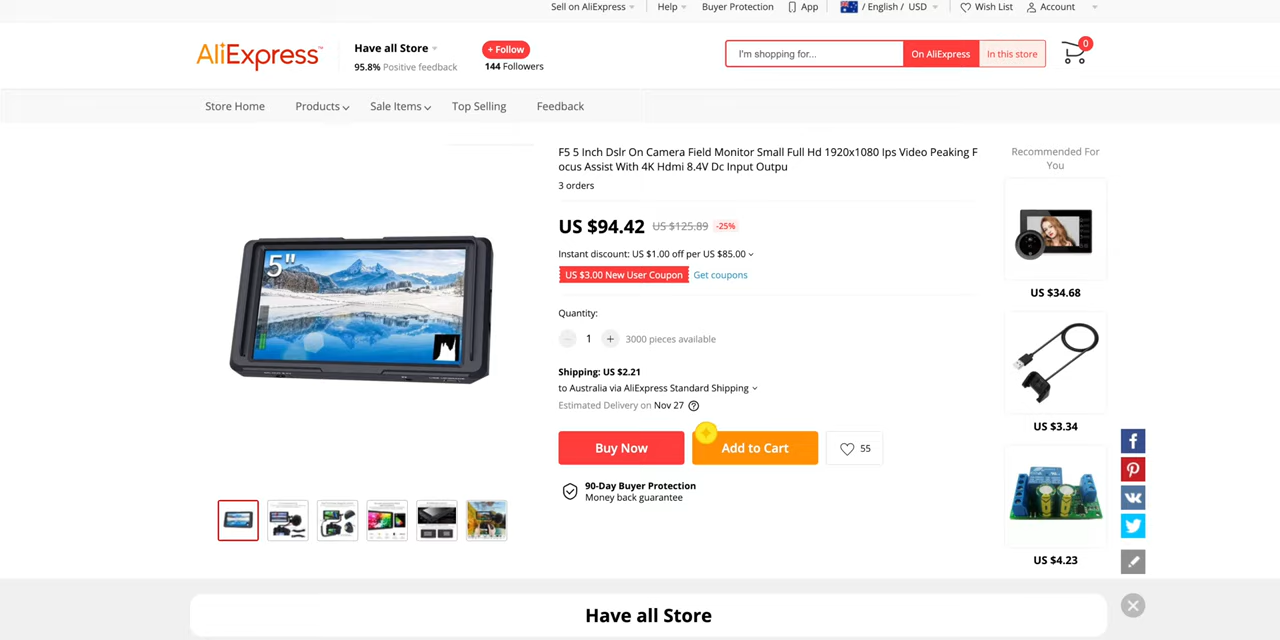 Sell on AliExpress
Help
Buyer Protection
App
/ English / USD
Wish List
Account
AliExpress™
Have all Store
95.8% Positive feedback
+ Follow
144 Followers
I'm shopping for...
On AliExpress
In this store
0
Store Home
Products
Sale Items
Top Selling
Feedback
F5 5 Inch Dslr On Camera Field Monitor Small Full Hd 1920x1080 Ips Video Peaking F
ocus Assist With 4K Hdmi 8.4V Dc Input Outpu
3 orders
US $94.42 US $125.89 -25%
Instant discount: US $1.00 off per US $85.00
US $3.00 New User Coupon Get coupons
Quantity:
1
3000 pieces available
Shipping: US $2.21
to Australia via AliExpress Standard Shipping
Estimated Delivery on Nov 27
Buy Now
Add to Cart
55
90-Day Buyer Protection
Money back guarantee
5"
Recommended For
You
US $34.68
US $3.34
US $4.23
Have all Store